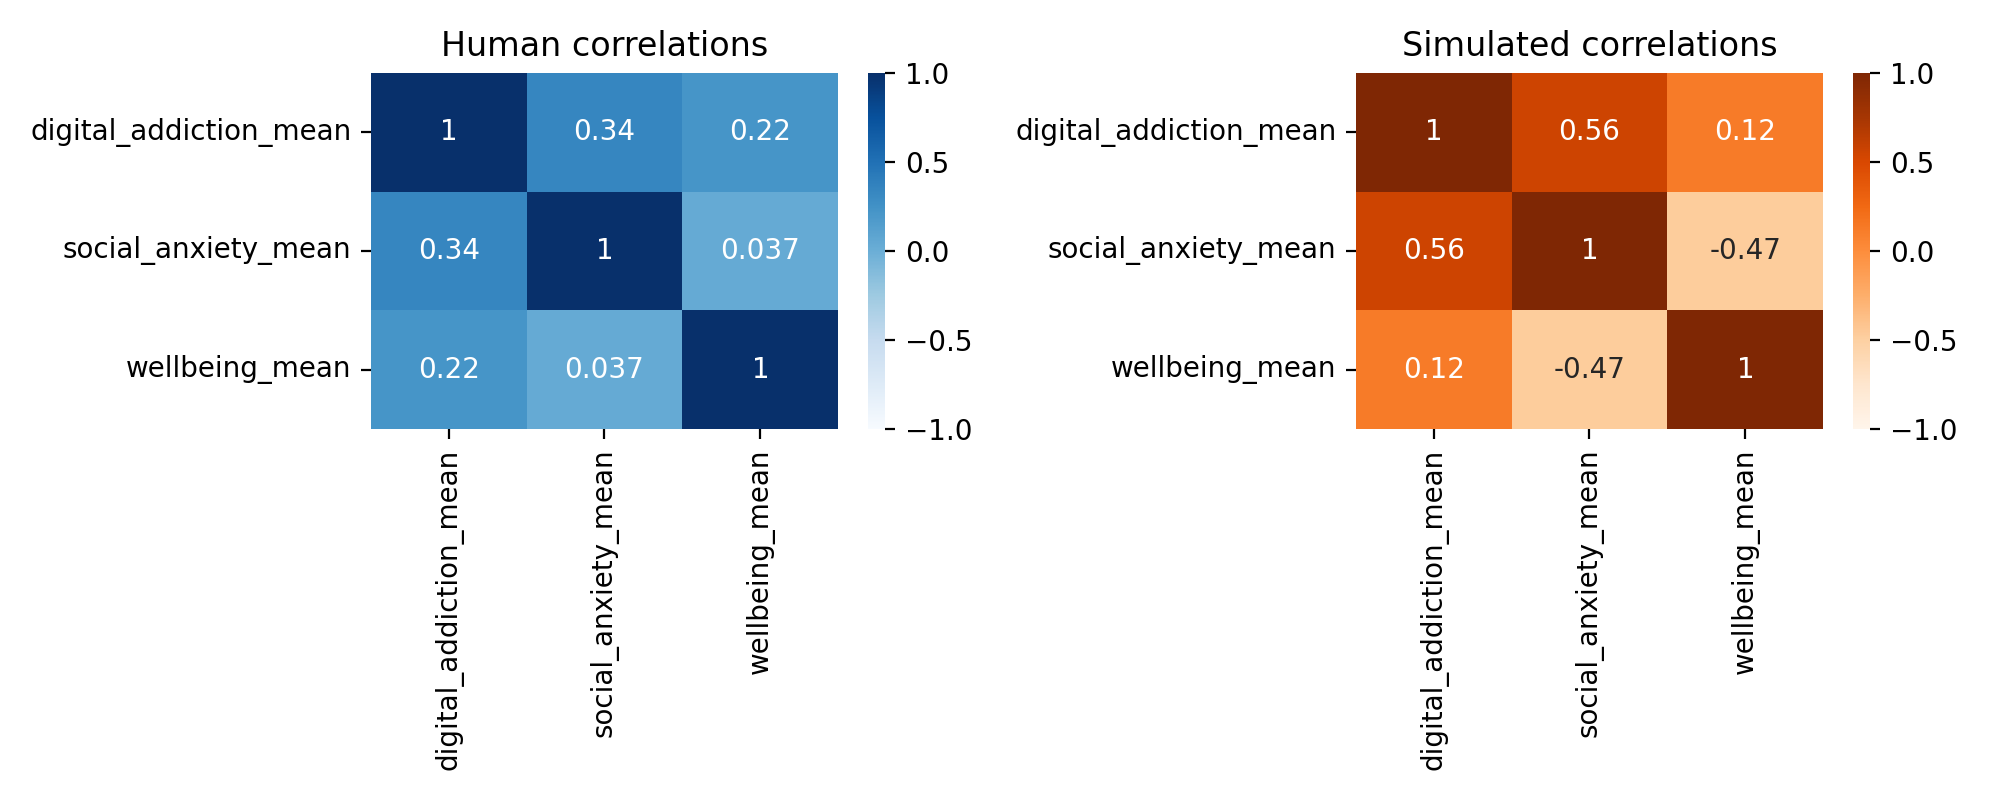 Human correlations
digital_addiction_mean
social_anxiety_mean
wellbeing_mean
1 0.34 0.22
0.34 1 0.037
0.22 0.037 1
digital_addiction_mean
social_anxiety_mean
wellbeing_mean
1.0
0.5
0.0
−0.5
−1.0
Simulated correlations
digital_addiction_mean
social_anxiety_mean
wellbeing_mean
1 0.56 0.12
0.56 1 -0.47
0.12 -0.47 1
digital_addiction_mean
social_anxiety_mean
wellbeing_mean
1.0
0.5
0.0
−0.5
−1.0